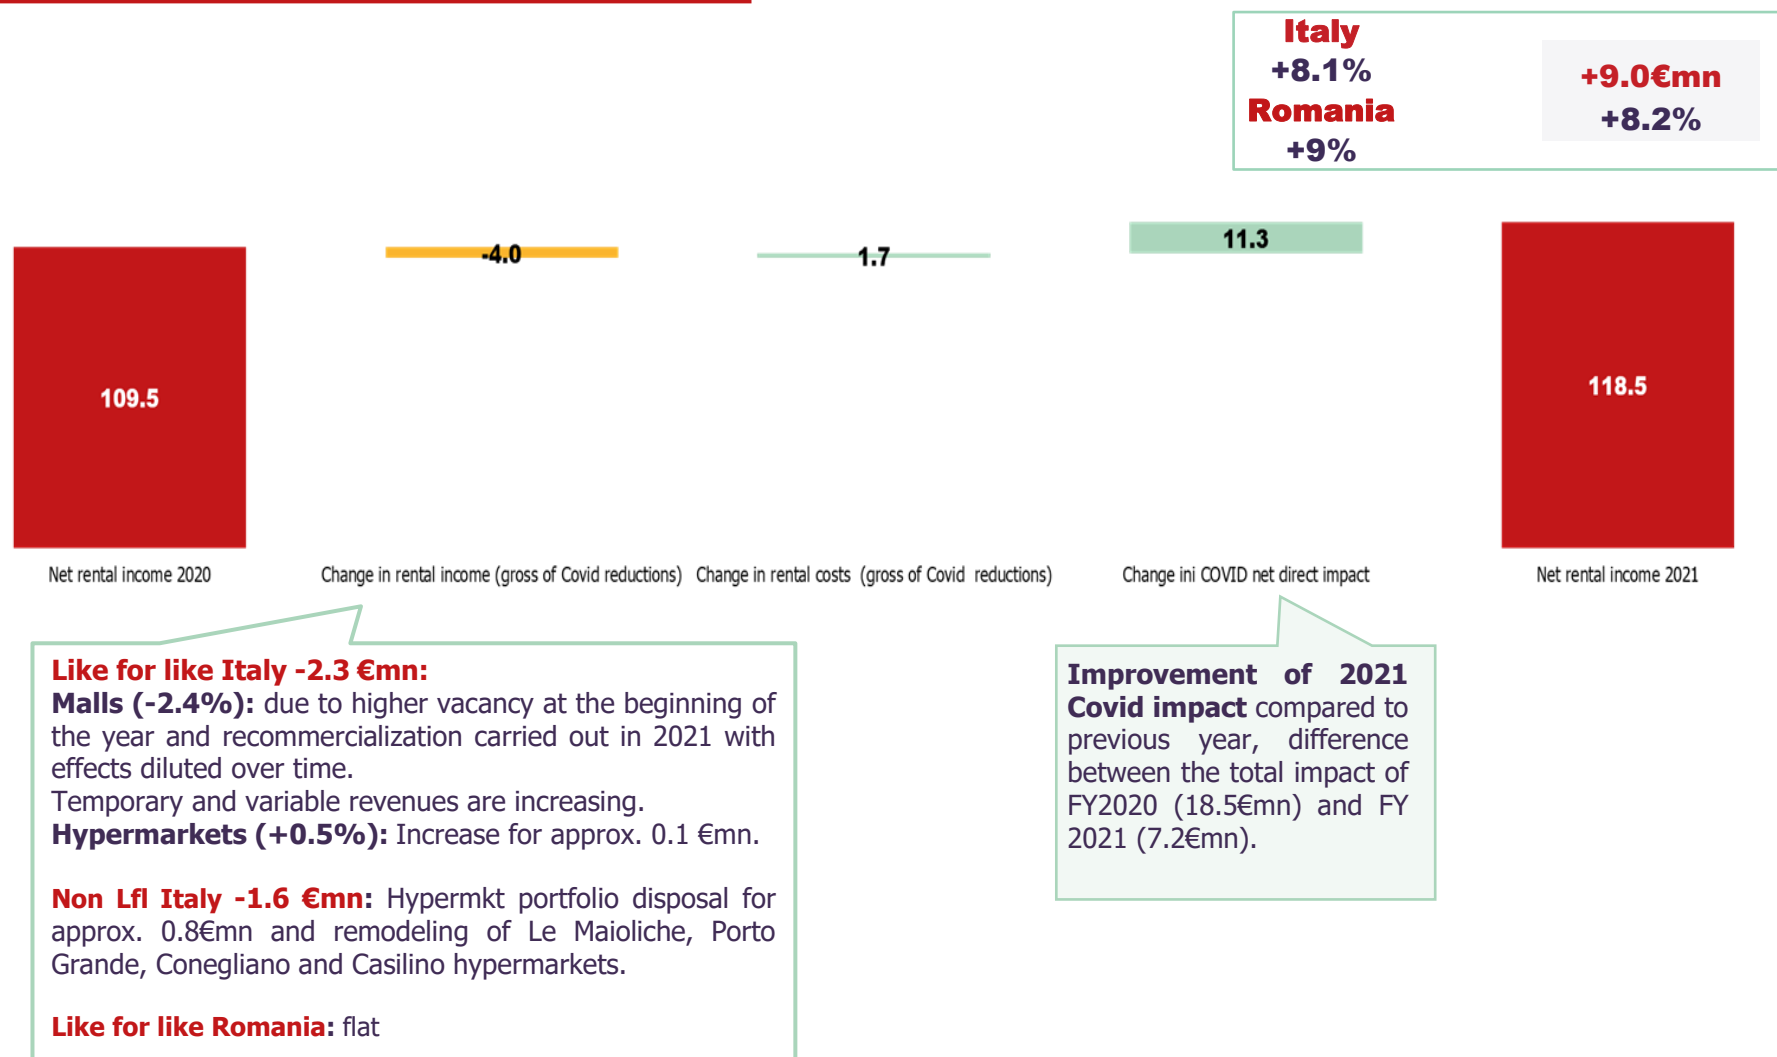 Italy
+8.1%
Romania
+9%
+9.0€mn
+8.2%
109.5
-4.0
1.7
11.3
118.5
Net rental income 2020
Change in rental income (gross of Covid reductions)
Change in rental costs (gross of Covid reductions)
Change ini COVID net direct impact
Net rental income 2021
Like for like Italy -2.3 €mn:
Malls (-2.4%): due to higher vacancy at the beginning of
the year and recommercialization carried out in 2021 with
effects diluted over time.
Temporary and variable revenues are increasing.
Hypermarkets (+0.5%): Increase for approx. 0.1 €mn.
Non Lfl Italy -1.6 €mn: Hypermkt portfolio disposal for
approx. 0.8€mn and remodeling of Le Maioliche, Porto
Grande, Conegliano and Casilino hypermarkets.
Like for like Romania: flat
Improvement of 2021
Covid impact compared to
previous year, difference
between the total impact of
FY2020 (18.5€mn) and FY
2021 (7.2€mn).